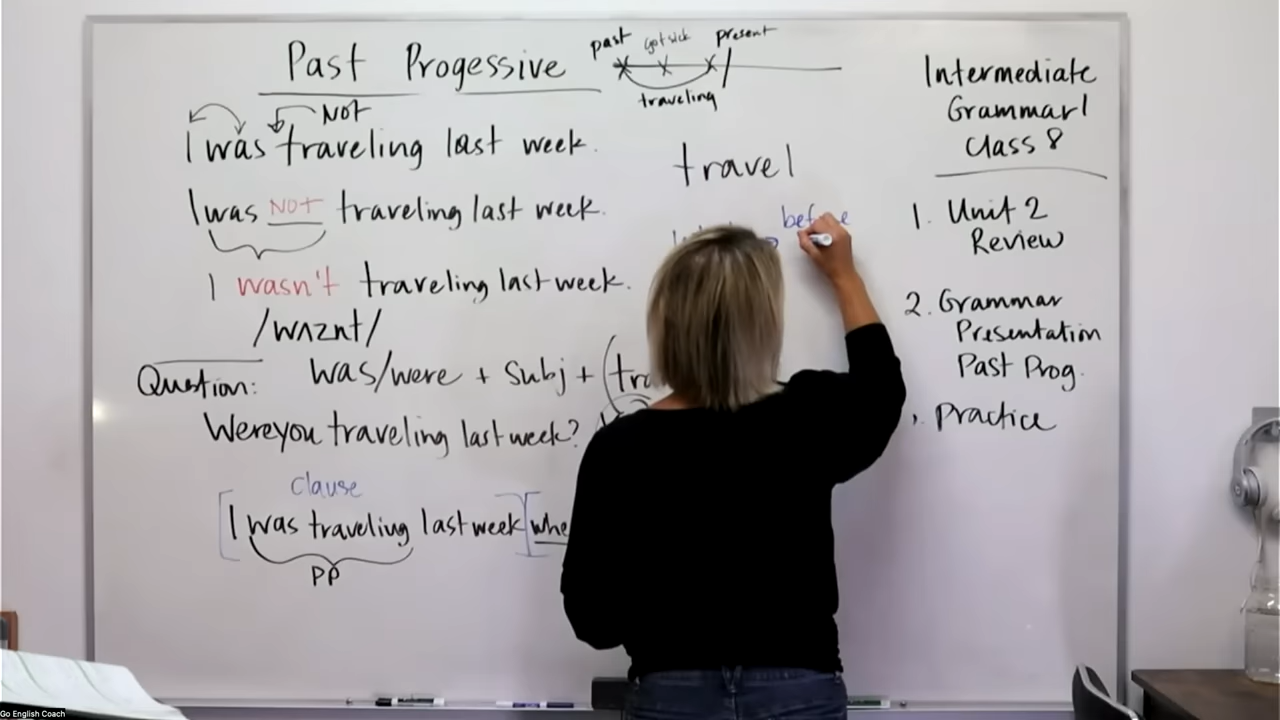 Past Progessive
past got sick present
traveling
NOT
I was traveling last week.
I was NOT traveling last week.
I wasn't traveling last week.
/wʌznt/
Question: was/were + Subj +
Were you traveling last week?
clause
[I was traveling last week] [
PP
travel
before
Intermediate
Grammar 1
Class 8
1. Unit 2
Review
2. Grammar
Presentation
Past Prog.
Practice
Go English Coach